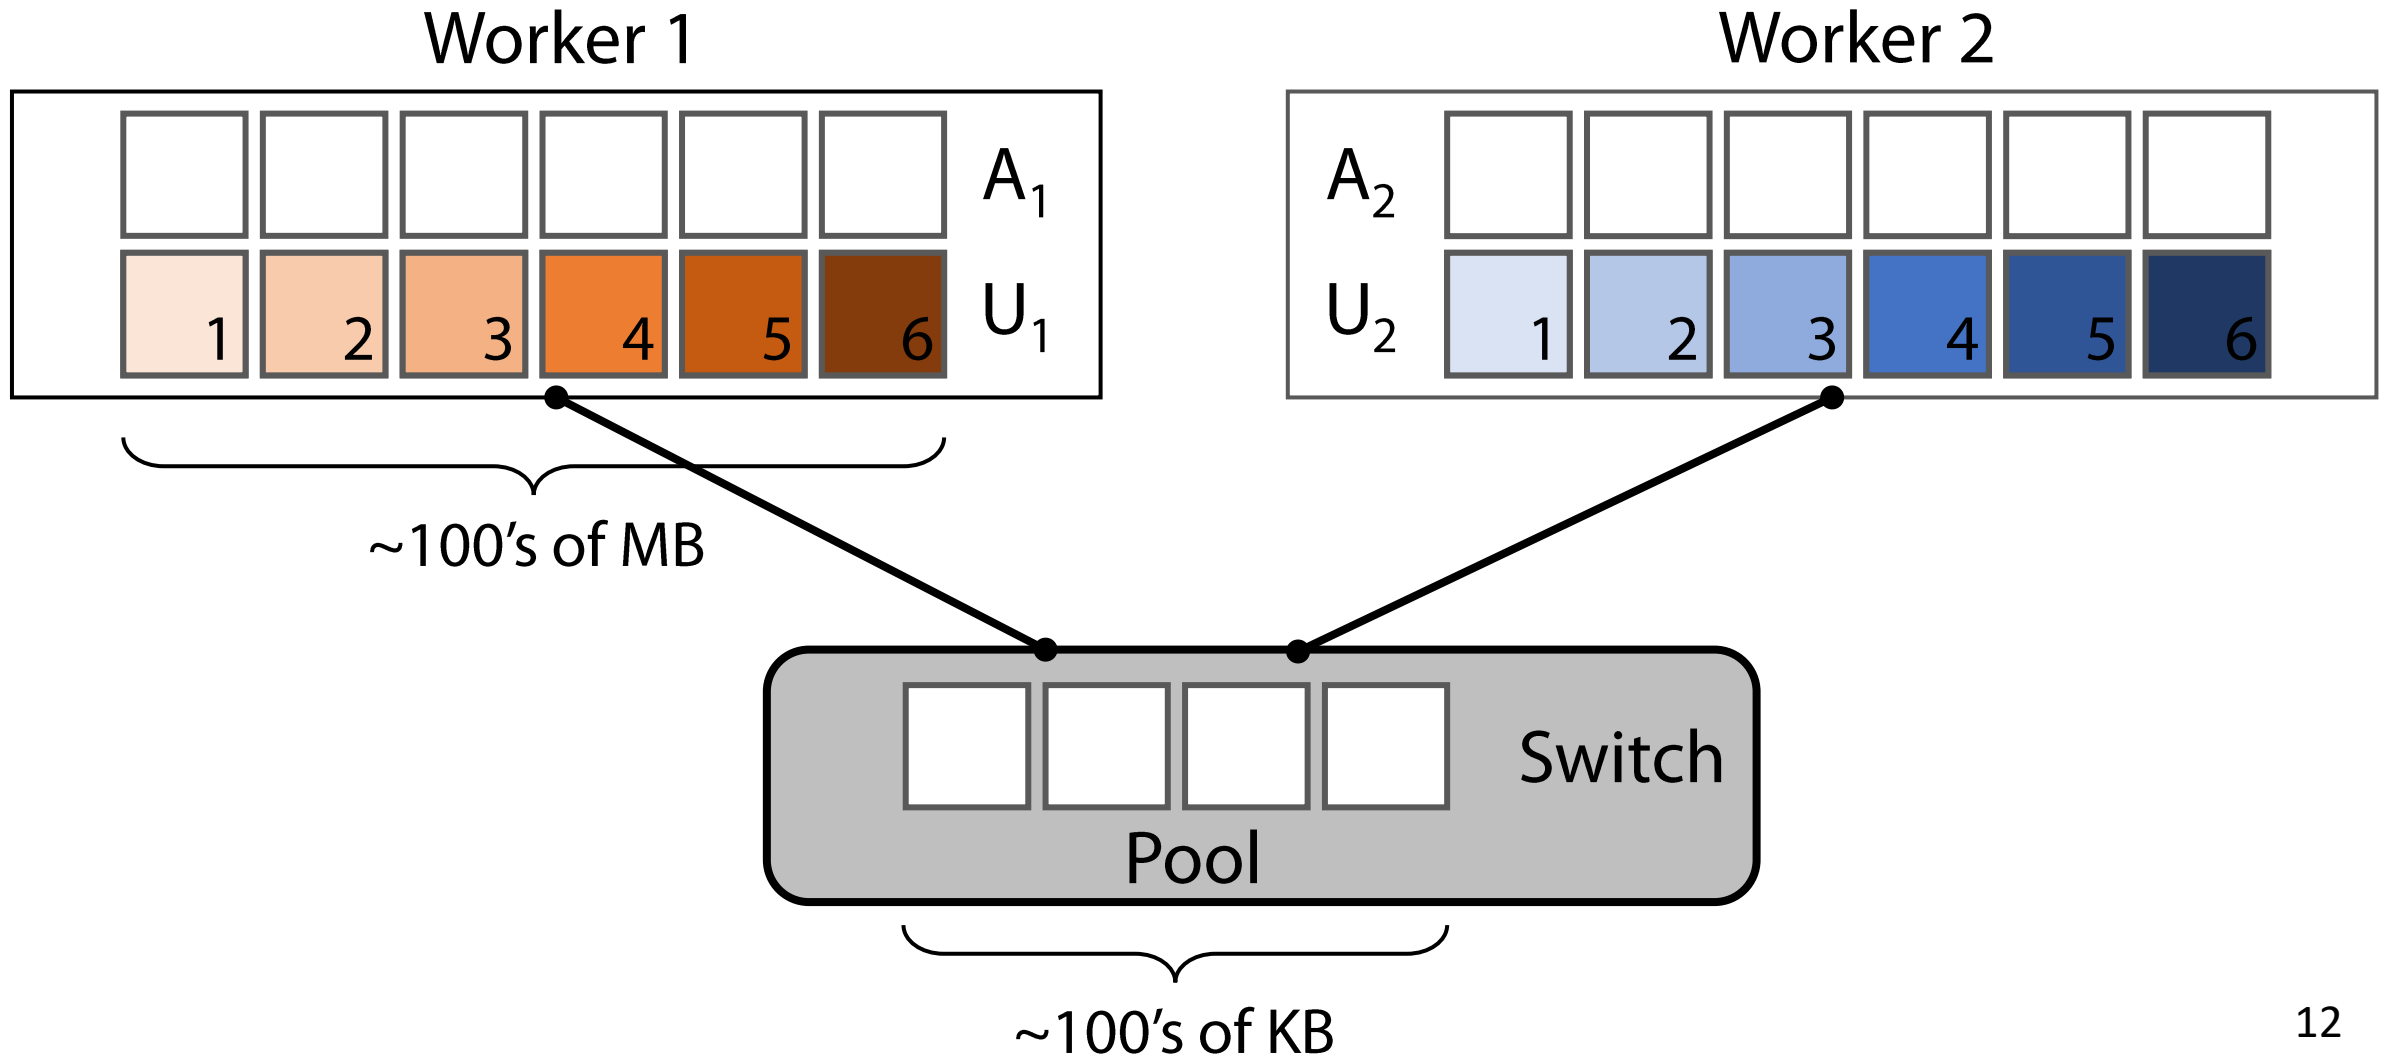 Worker 1
Worker 2
A1
1 2 3 4 5 6 U1
A2
U2 1 2 3 4 5 6
~100’s of MB
Switch
Pool
~100’s of KB
12